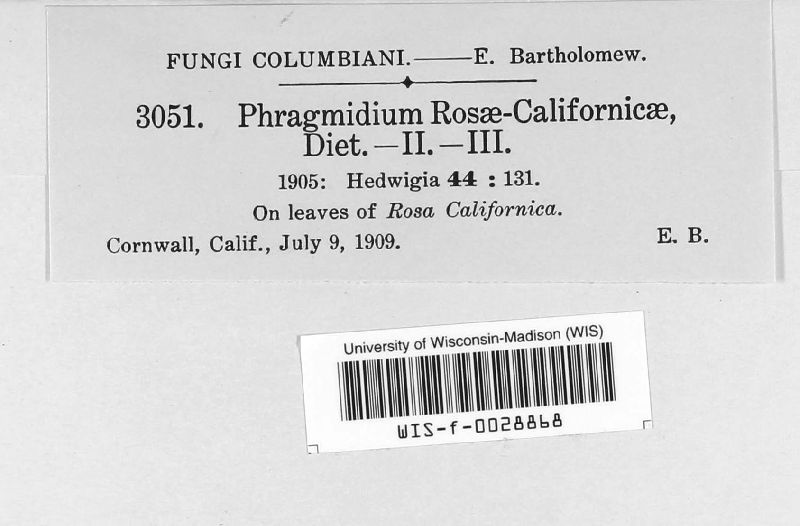 FUNGI COLUMBIANI.——E. Bartholomew.
3051. Phragmidium Rosæ-Californicæ,
Diet.—II.—III.
1905: Hedwigia 44 : 131.
On leaves of Rosa Californica.
Cornwall, Calif., July 9, 1909. E. B.
University of Wisconsin-Madison (WIS)
WIS-f-0028868